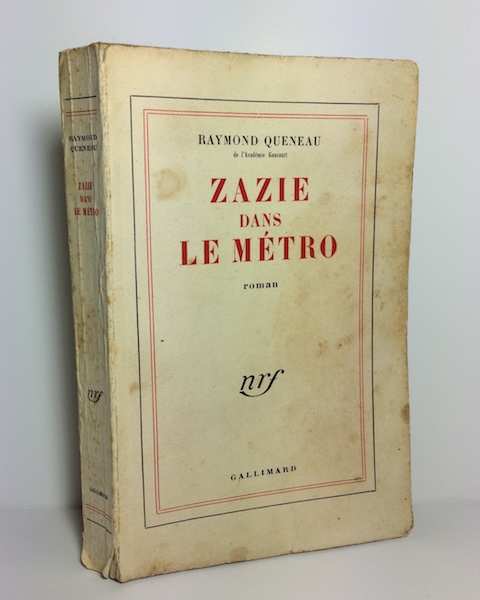 RAYMOND
QUENEAU
ZAZIE
DANS
LE MÉTRO
nrf
GALLIMARD
RAYMOND QUENEAU
de l'Académie Goncourt
ZAZIE
DANS
LE MÉTRO
roman
nrf
GALLIMARD